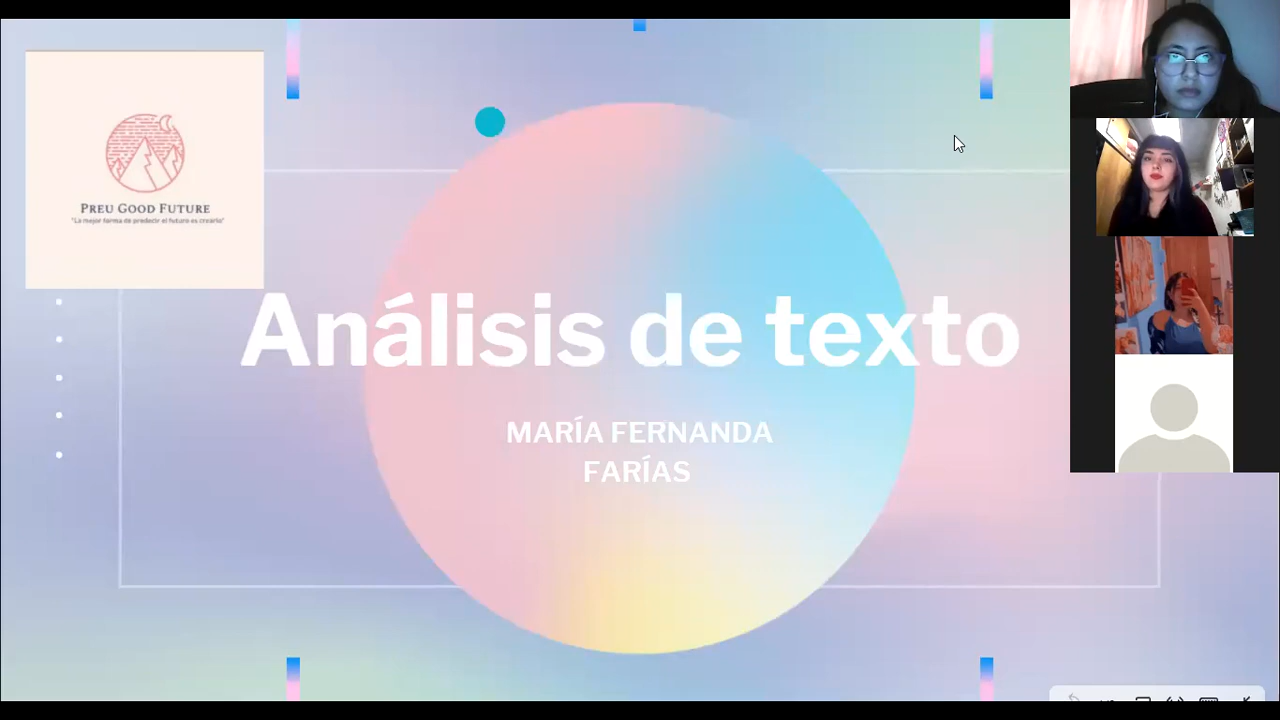 PREU GOOD FUTURE
"La mejor forma de predecir el futuro es crearlo"
Análisis de texto
MARÍA FERNANDA
FARÍAS